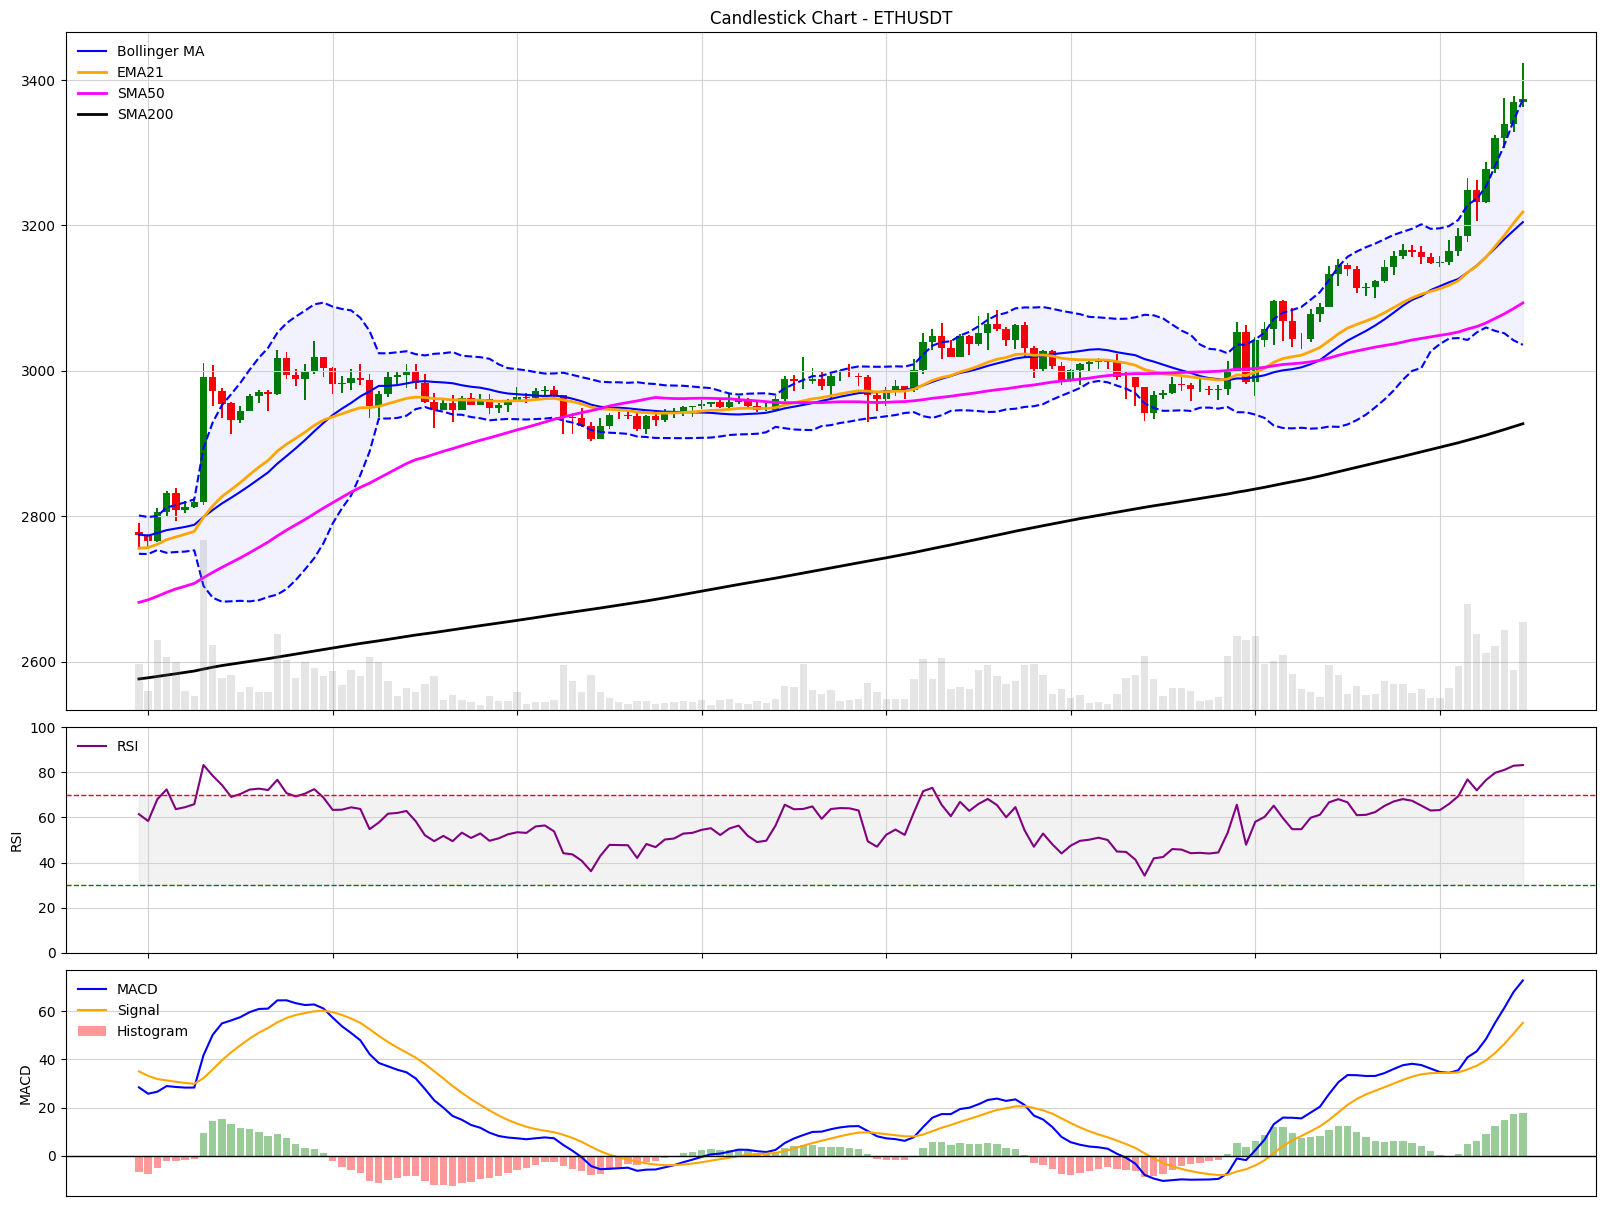 Candlestick Chart - ETHUSDT
Bollinger MA
EMA21
SMA50
SMA200
3400
3200
3000
2800
2600
RSI
100
80
60
40
20
0
RSI
MACD
Signal
Histogram
60
40
20
0
MACD